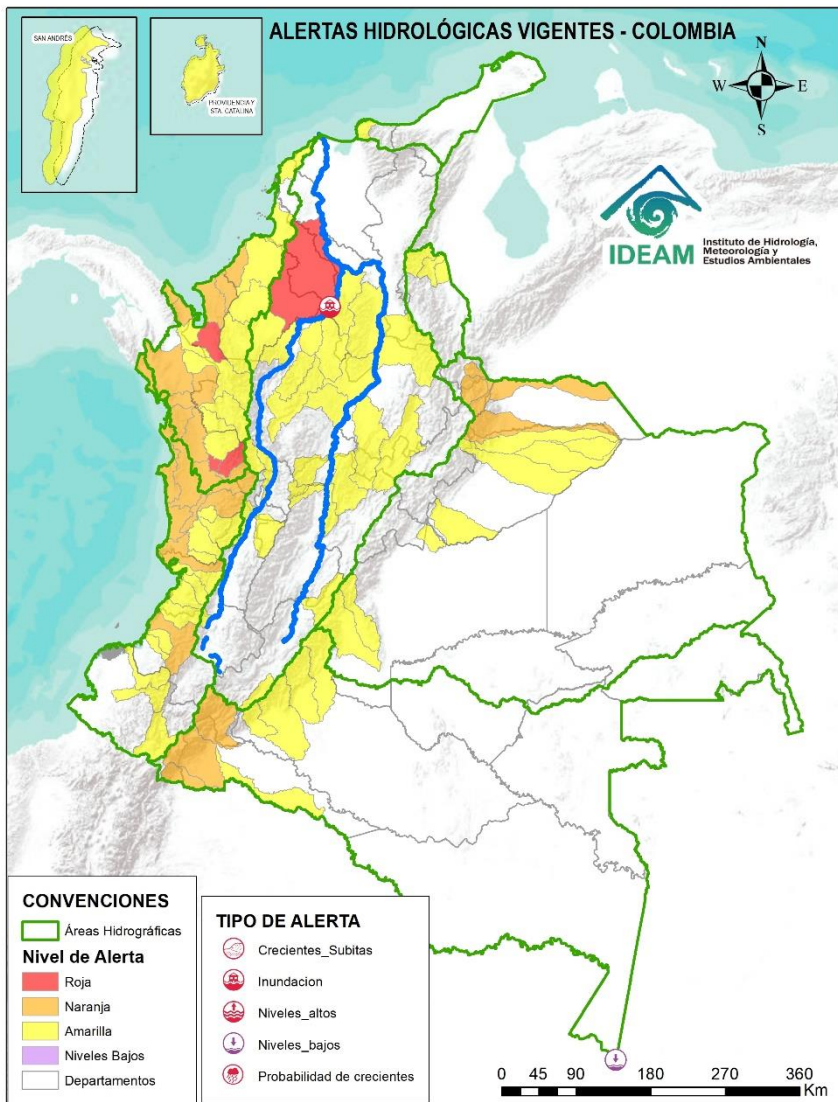 ALERTAS HIDROLÓGICAS VIGENTES - COLOMBIA
SAN ANDRÉS
PROVIDENCIA Y
STA. CATALINA
N
W
E
S
IDEAM
Instituto de Hidrología,
Meteorología y
Estudios Ambientales
CONVENCIONES
Áreas Hidrográficas
Nivel de Alerta
Roja
Naranja
Amarilla
Niveles Bajos
Departamentos
TIPO DE ALERTA
Crecientes_Subitas
Inundacion
Niveles_altos
Niveles_bajos
Probabilidad de crecientes
0 45 90 180 270 360
Km